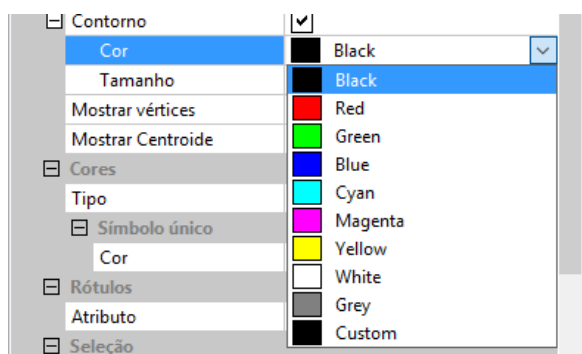 Contorno
Cor Black
Tamanho Black
Red
Mostrar vértices Green
Mostrar Centroide Blue
Cores Cyan
Tipo Magenta
Símbolo único Yellow
Cor White
Rótulos Grey
Atributo Custom
Seleção